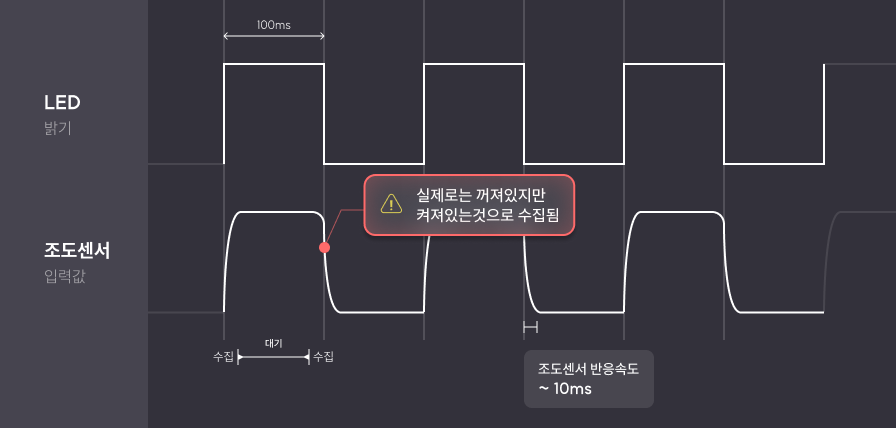 100ms
LED
밝기
실제로는 꺼져있지만
켜져있는것으로 수집됨
조도센서
입력값
대기
수집
수집
조도센서 반응속도
~ 10ms